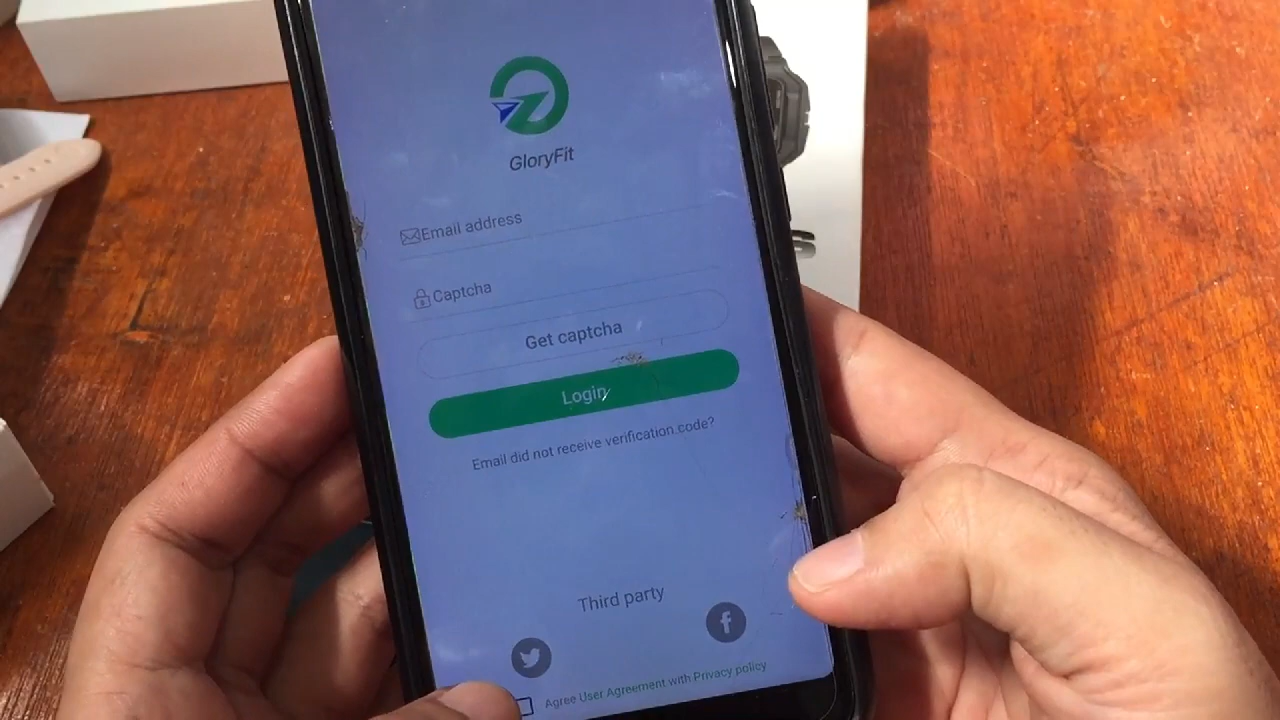 GloryFit
Email address
Captcha
Get captcha
Login
Email did not receive verification code?
Third party
Agree User Agreement with Privacy policy